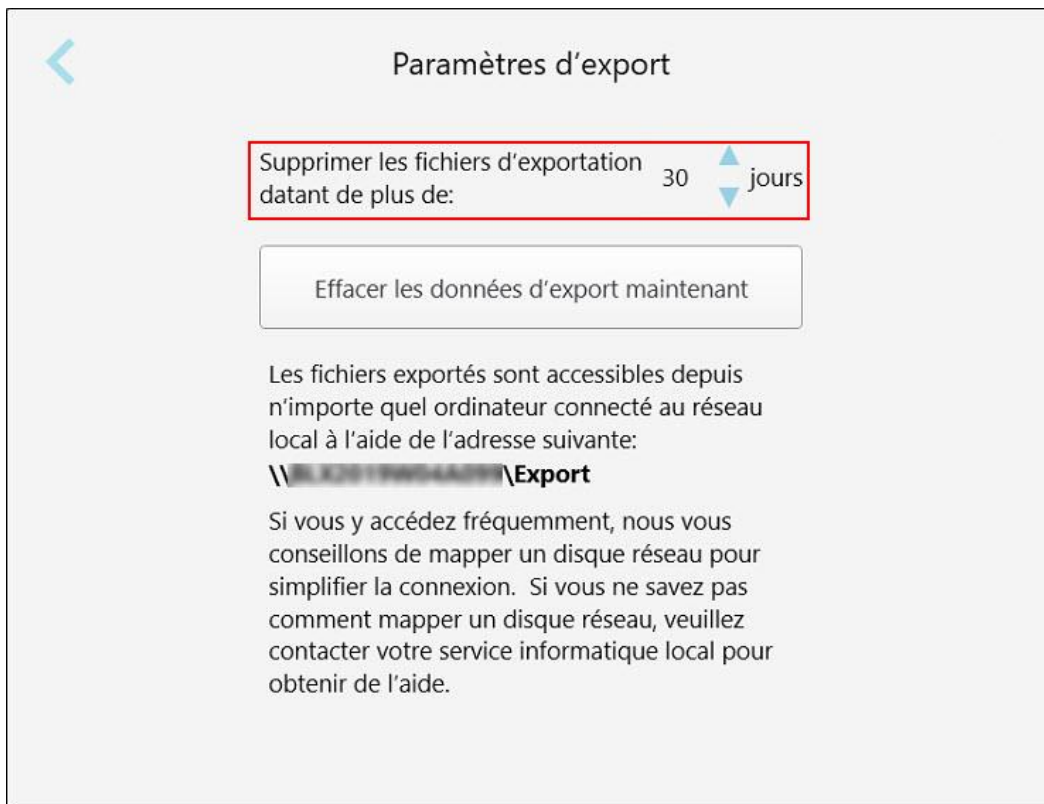 Paramètres d'export
Supprimer les fichiers d'exportation
datant de plus de:
30 jours
Effacer les données d'export maintenant
Les fichiers exportés sont accessibles depuis
n'importe quel ordinateur connecté au réseau
local à l'aide de l'adresse suivante:
\\ \Export
Si vous y accédez fréquemment, nous vous
conseillons de mapper un disque réseau pour
simplifier la connexion.  Si vous ne savez pas
comment mapper un disque réseau, veuillez
contacter votre service informatique local pour
obtenir de l'aide.